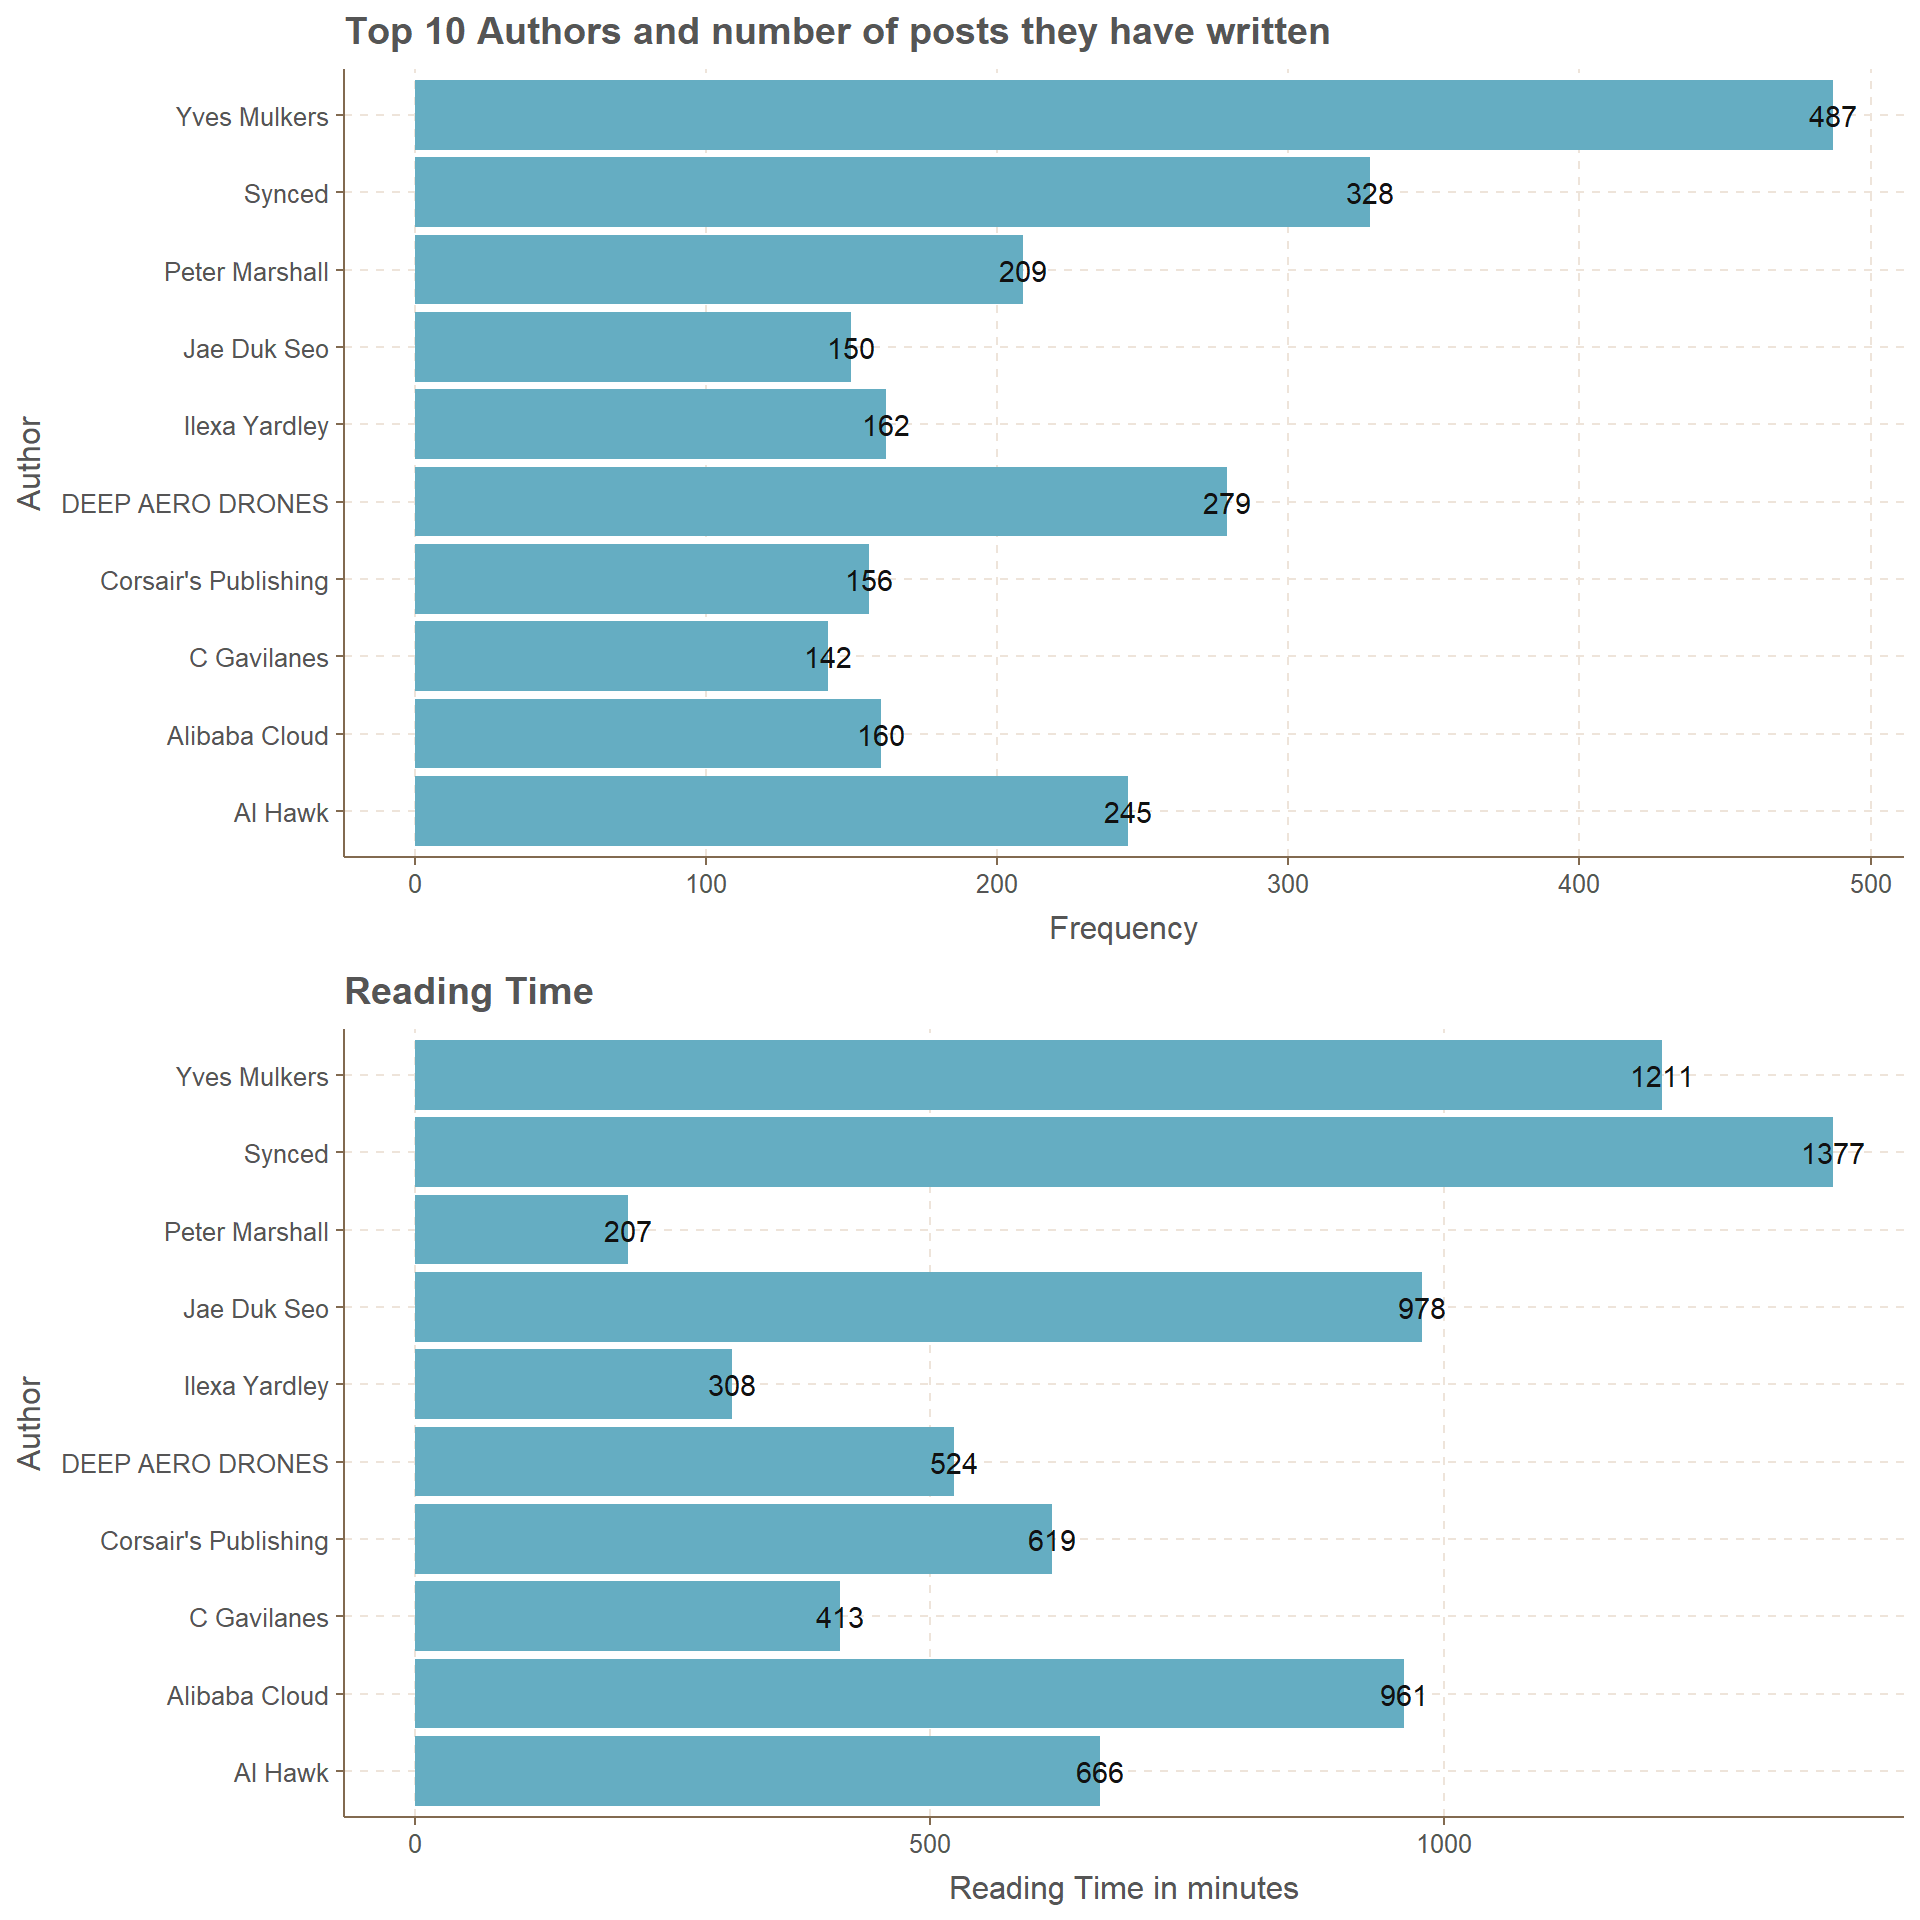 Top 10 Authors and number of posts they have written
Author
Yves Mulkers 487
Synced 328
Peter Marshall 209
Jae Duk Seo 150
Ilexa Yardley 162
DEEP AERO DRONES 279
Corsair's Publishing 156
C Gavilanes 142
Alibaba Cloud 160
AI Hawk 245
0 100 200 300 400 500
Frequency
Reading Time
Author
Yves Mulkers 1211
Synced 1377
Peter Marshall 207
Jae Duk Seo 978
Ilexa Yardley 308
DEEP AERO DRONES 524
Corsair's Publishing 619
C Gavilanes 413
Alibaba Cloud 961
AI Hawk 666
0 500 1000
Reading Time in minutes